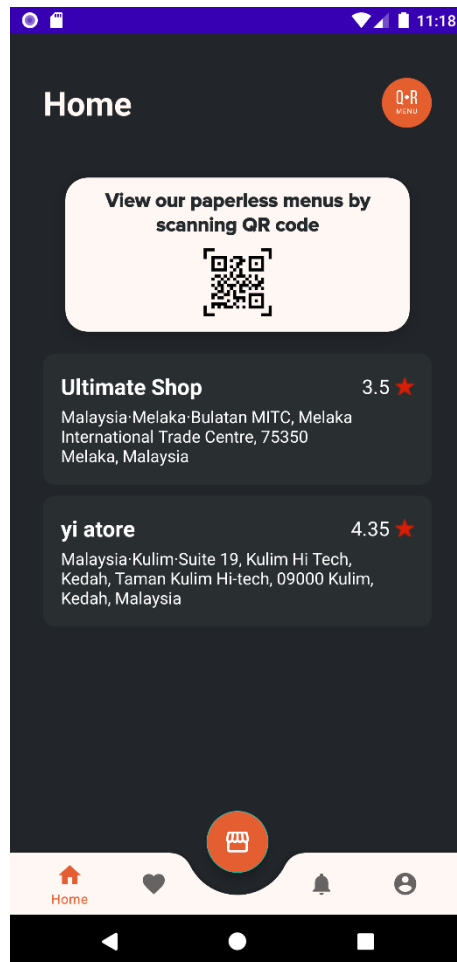 11:18
Home
Q•R
MENU
View our paperless menus by
scanning QR code
Ultimate Shop
3.5
Malaysia·Melaka·Bulatan MITC, Melaka
International Trade Centre, 75350
Melaka, Malaysia
yi atore
4.35
Malaysia·Kulim·Suite 19, Kulim Hi Tech,
Kedah, Taman Kulim Hi-tech, 09000 Kulim,
Kedah, Malaysia
Home